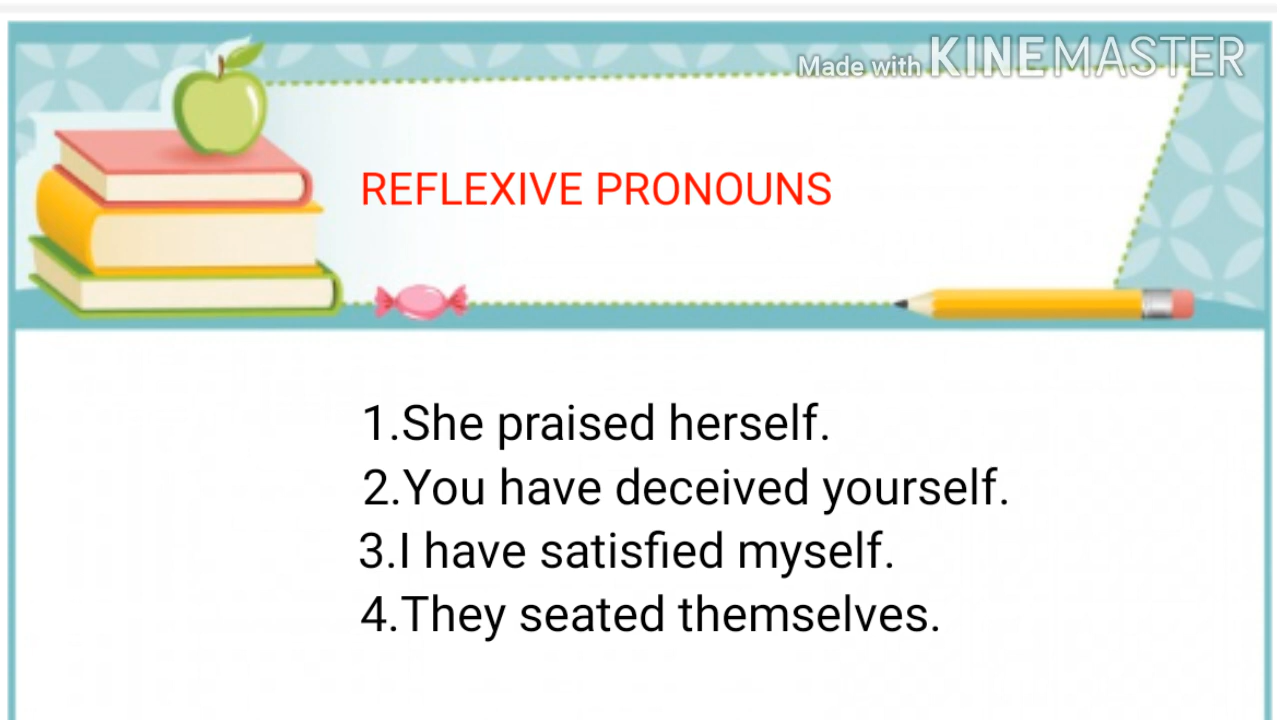 Made with KINEMASTER
REFLEXIVE PRONOUNS
1.She praised herself.
2.You have deceived yourself.
3.I have satisfied myself.
4.They seated themselves.